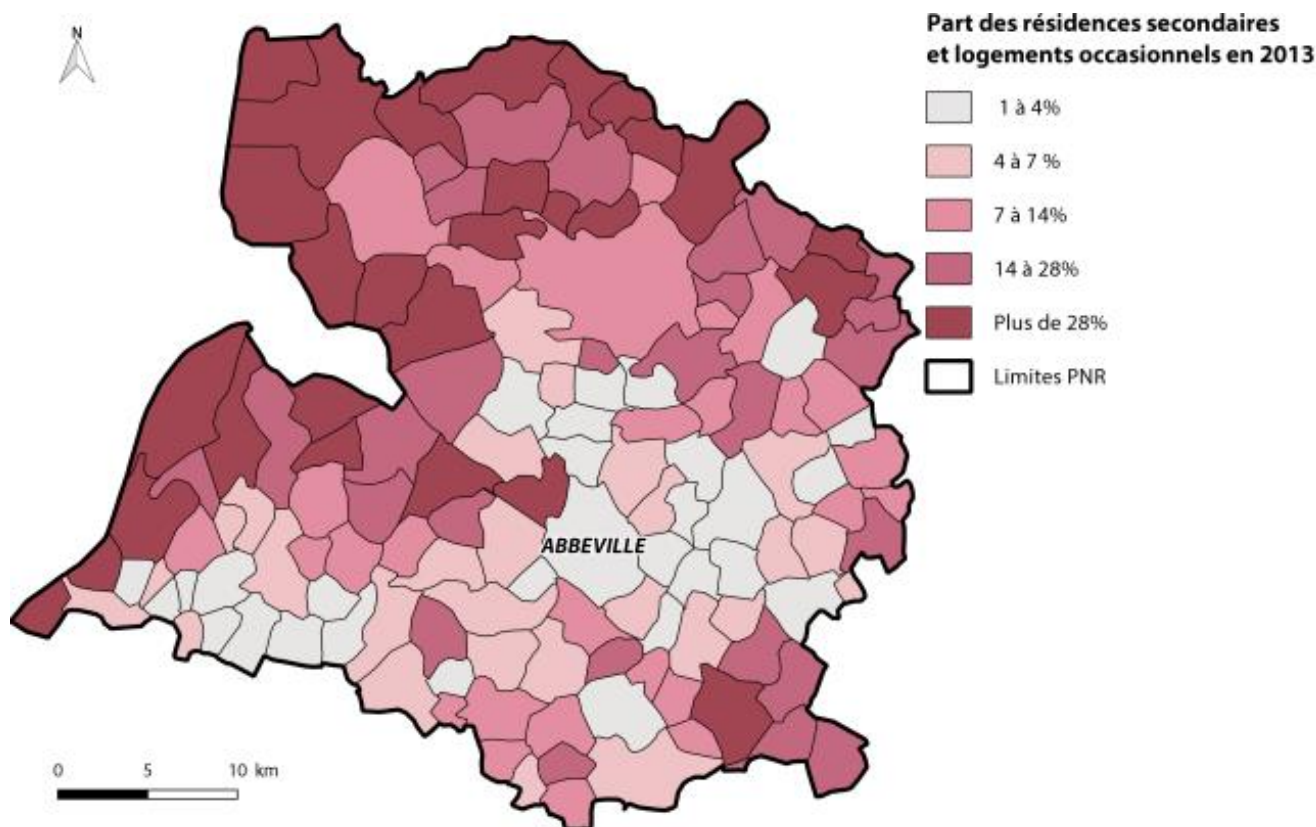 N
Part des résidences secondaires
et logements occasionnels en 2013
1 à 4%
4 à 7 %
7 à 14%
14 à 28%
Plus de 28%
Limites PNR
ABBEVILLE
0 5 10 km